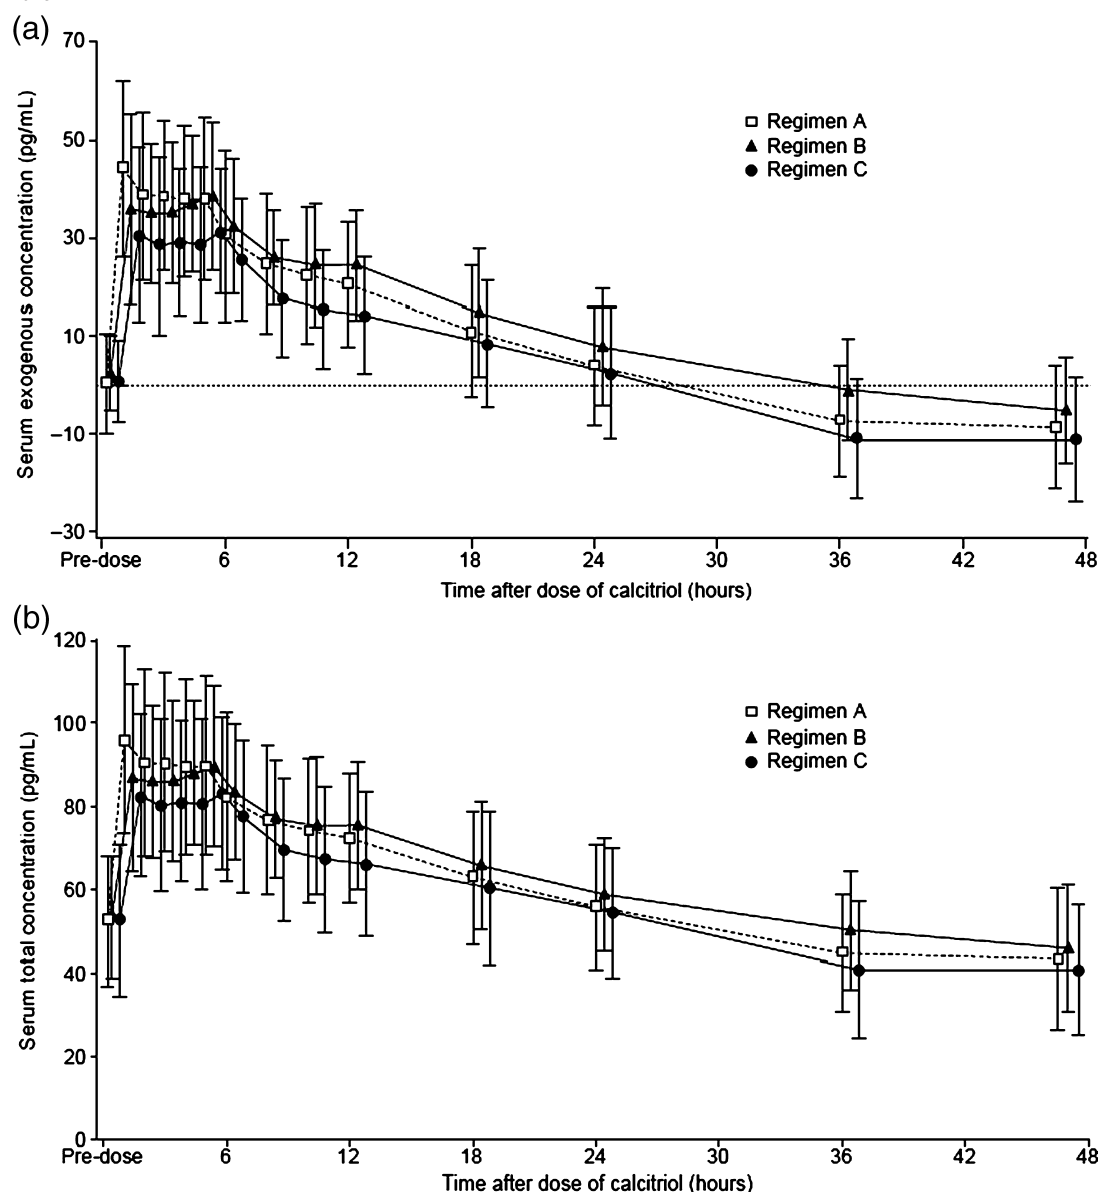 (a)
Serum exogenous concentration (pg/mL)
70
50
30
10
−10
−30
Regimen A
Regimen B
Regimen C
Pre-dose 6 12 18 24 30 36 42 48
Time after dose of calcitriol (hours)
(b)
Serum total concentration (pg/mL)
120
100
80
60
40
20
0
Regimen A
Regimen B
Regimen C
Pre-dose 6 12 18 24 30 36 42 48
Time after dose of calcitriol (hours)